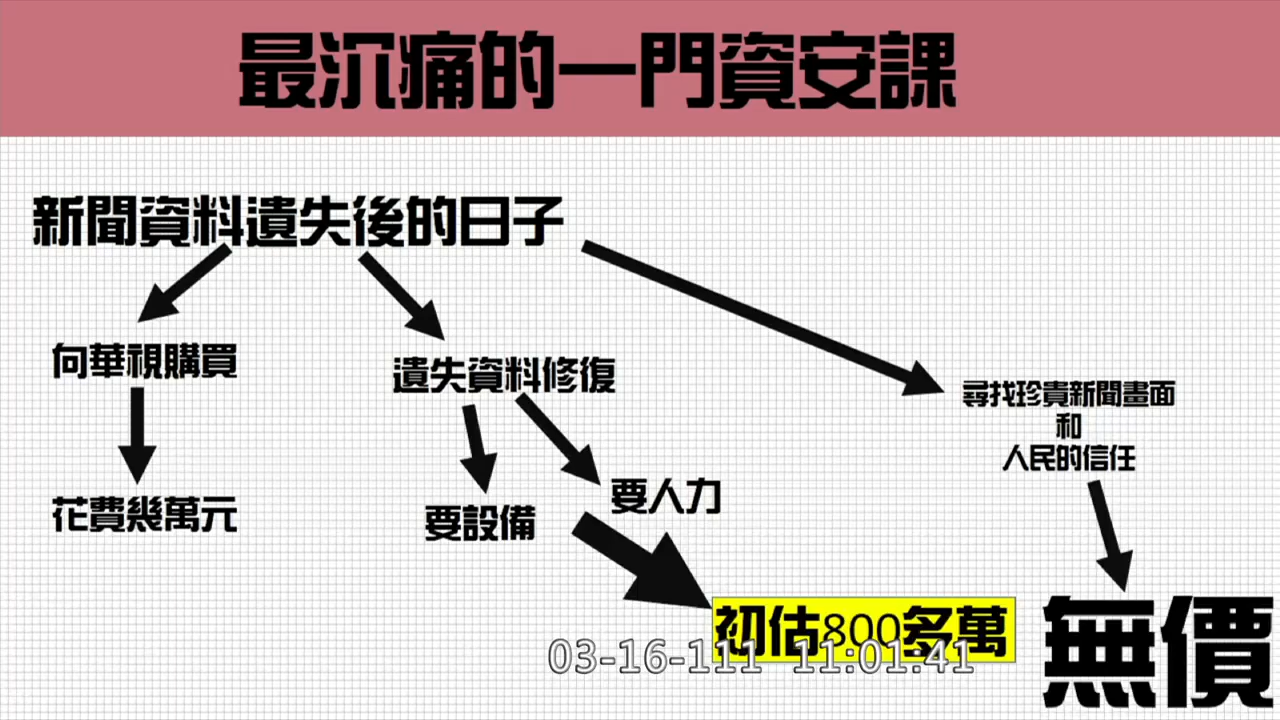 最沉痛的一門資安課
新聞資料遺失後的日子
向華視購買
花費幾萬元
遺失資料修復
要設備
要人力
初估800多萬
尋找珍貴新聞畫面
和
人民的信任
無價
03-16-111 11:01:41